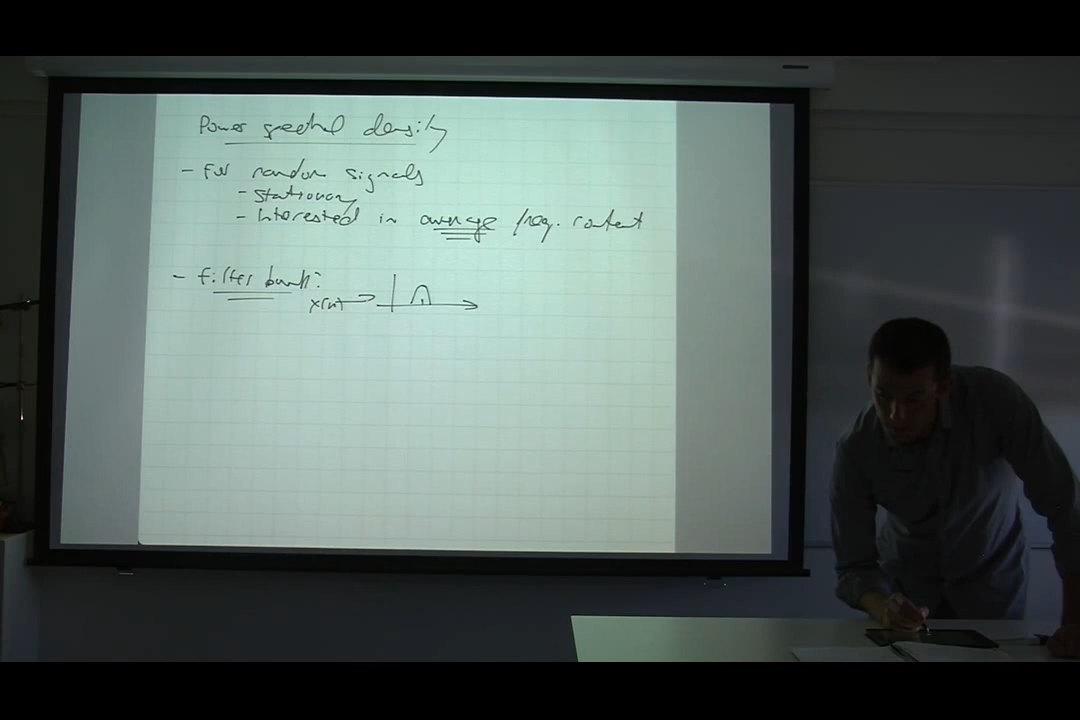 Power spectral density
- For random signals
- Stationary
- Interested in average freq. content
- Filter bank:
x(n)